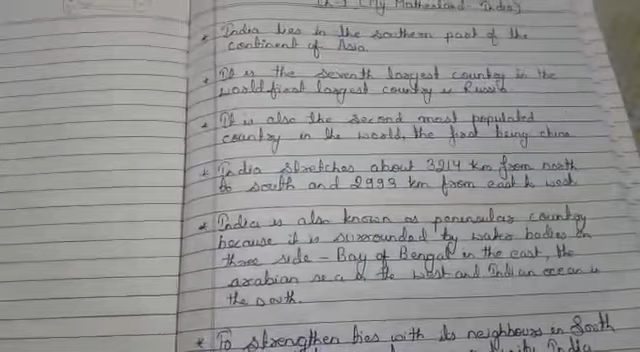 (My Motherland - India)
* India lies in the southern part of the
continent of Asia.
* It is the seventh largest country in the
world first largest country is Russia
* It is also the second most populated
country in the world, the first being china
* India stretches about 3214 km from north
to south and 2993 km from east to west
* India is also known as peninsular country
because it is surrounded by water bodies on
three side - Bay of Bengal in the east, the
arabian sea in the west and Indian ocean in
the south.
* To strengthen ties with its neighbours in South
India